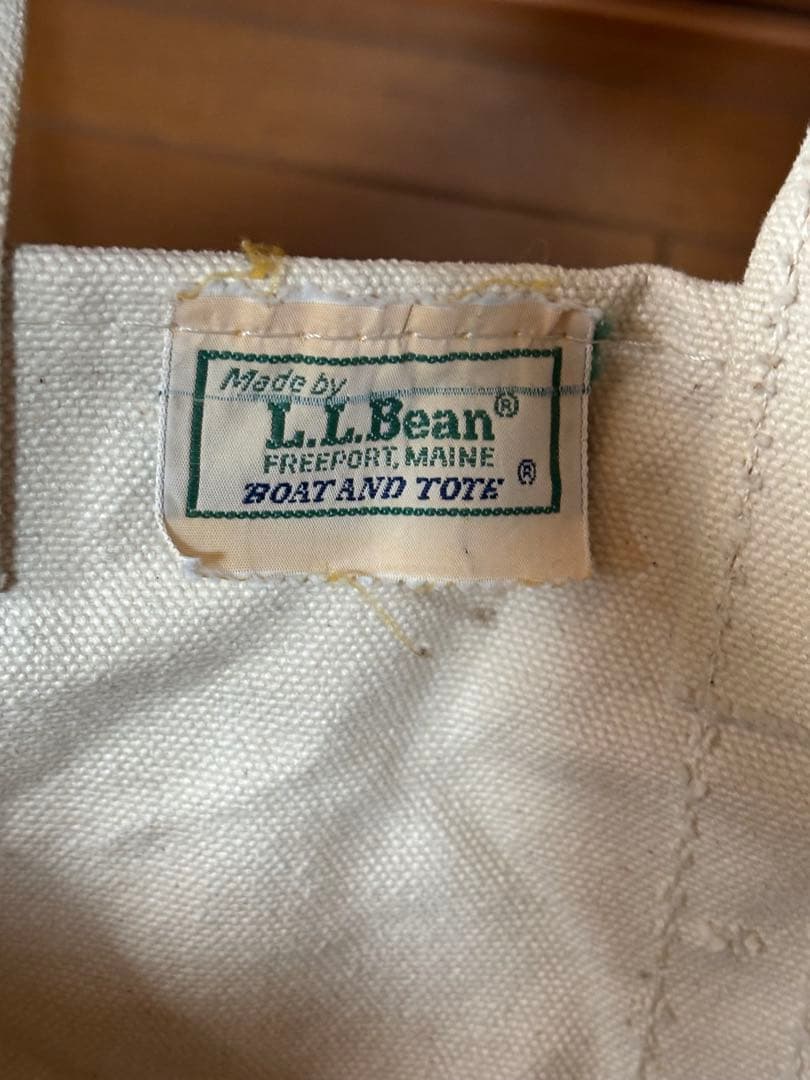 Made by
L.L.Bean®
FREEPORT, MAINE
BOAT AND TOTE ®